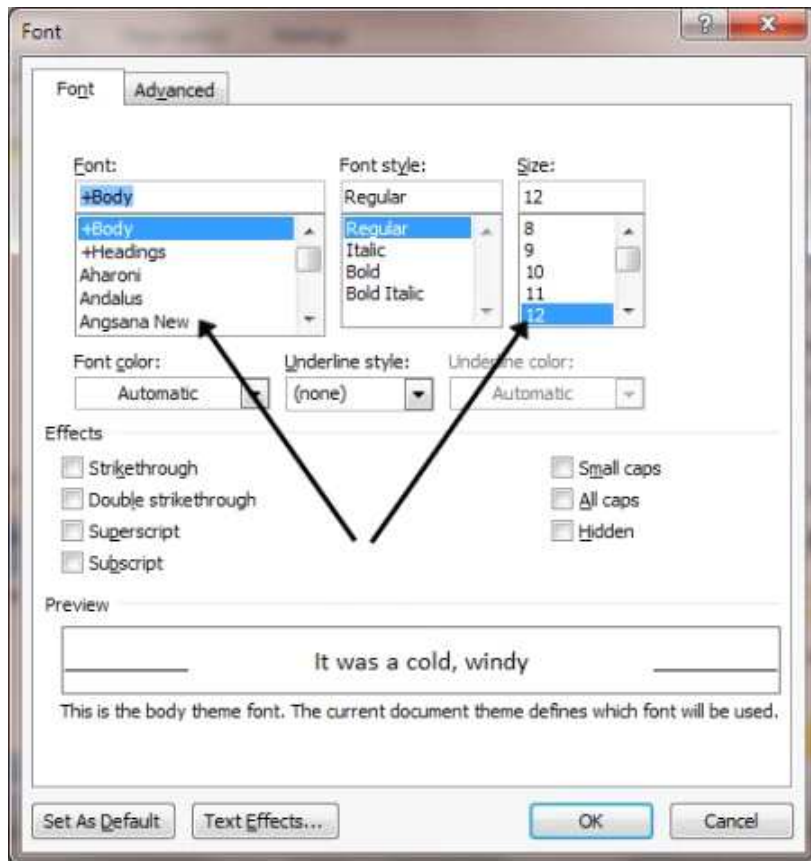 Font
Font Advanced
Font: Font style: Size:
+Body Regular 12
+Body Regular 8
+Headings Italic 9
Aharoni Bold 10
Andalus Bold Italic 11
Angsana New 12
Font color: Underline style: Underline color:
Automatic (none) Automatic
Effects
Strikethrough Small caps
Double strikethrough All caps
Superscript Hidden
Subscript
Preview
It was a cold, windy
This is the body theme font. The current document theme defines which font will be used.
Set As Default Text Effects... OK Cancel